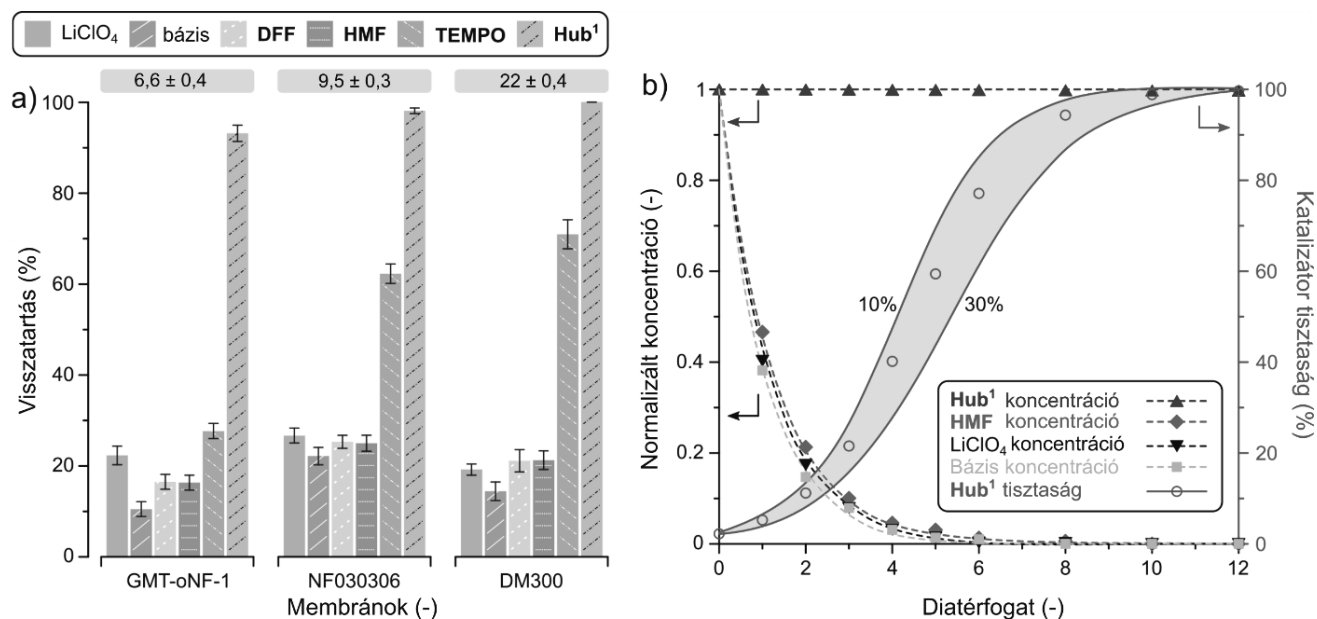 LiClO4 bázis DFF HMF TEMPO Hub1
a)
6,6 ± 0,4 9,5 ± 0,3 22 ± 0,4
Visszatartás (%)
100
80
60
40
20
0
GMT-oNF-1 NF030306 DM300
Membránok (-)
b)
Normalizált koncentráció (-)
1
0.8
0.6
0.4
0.2
0
10% 30%
Hub1 koncentráció
HMF koncentráció
LiClO4 koncentráció
Bázis koncentráció
Hub1 tisztaság
100
80
60
40
20
0
Katalizátor tisztaság (%)
0 2 4 6 8 10 12
Diatérfogat (-)